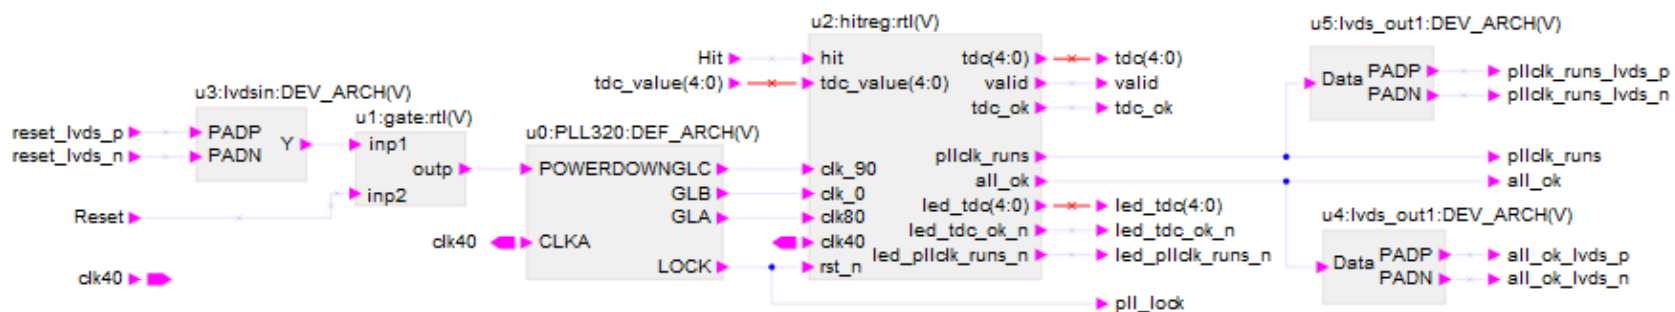 u2:hitreg:rtl(V)
u5:lvds_out1:DEV_ARCH(V)
Hit
hit
tdc(4:0)
tdc(4:0)
tdc_value(4:0)
tdc_value(4:0)
valid
valid
tdc_ok
tdc_ok
Data
PADP
PADN
pllclk_runs_lvds_p
pllclk_runs_lvds_n
u3:lvdsin:DEV_ARCH(V)
reset_lvds_p
reset_lvds_n
PADP
PADN
Y
u1:gate:rtl(V)
inp1
outp
inp2
Reset
clk40
u0:PLL320:DEF_ARCH(V)
POWERDOWN
GLC
GLB
GLA
clk40
CLKA
LOCK
clk_90
clk_0
clk80
clk40
rst_n
pllclk_runs
all_ok
led_tdc(4:0)
led_tdc_ok_n
led_pllclk_runs_n
pllclk_runs
all_ok
led_tdc(4:0)
led_tdc_ok_n
led_pllclk_runs_n
pll_lock
u4:lvds_out1:DEV_ARCH(V)
Data
PADP
PADN
all_ok_lvds_p
all_ok_lvds_n